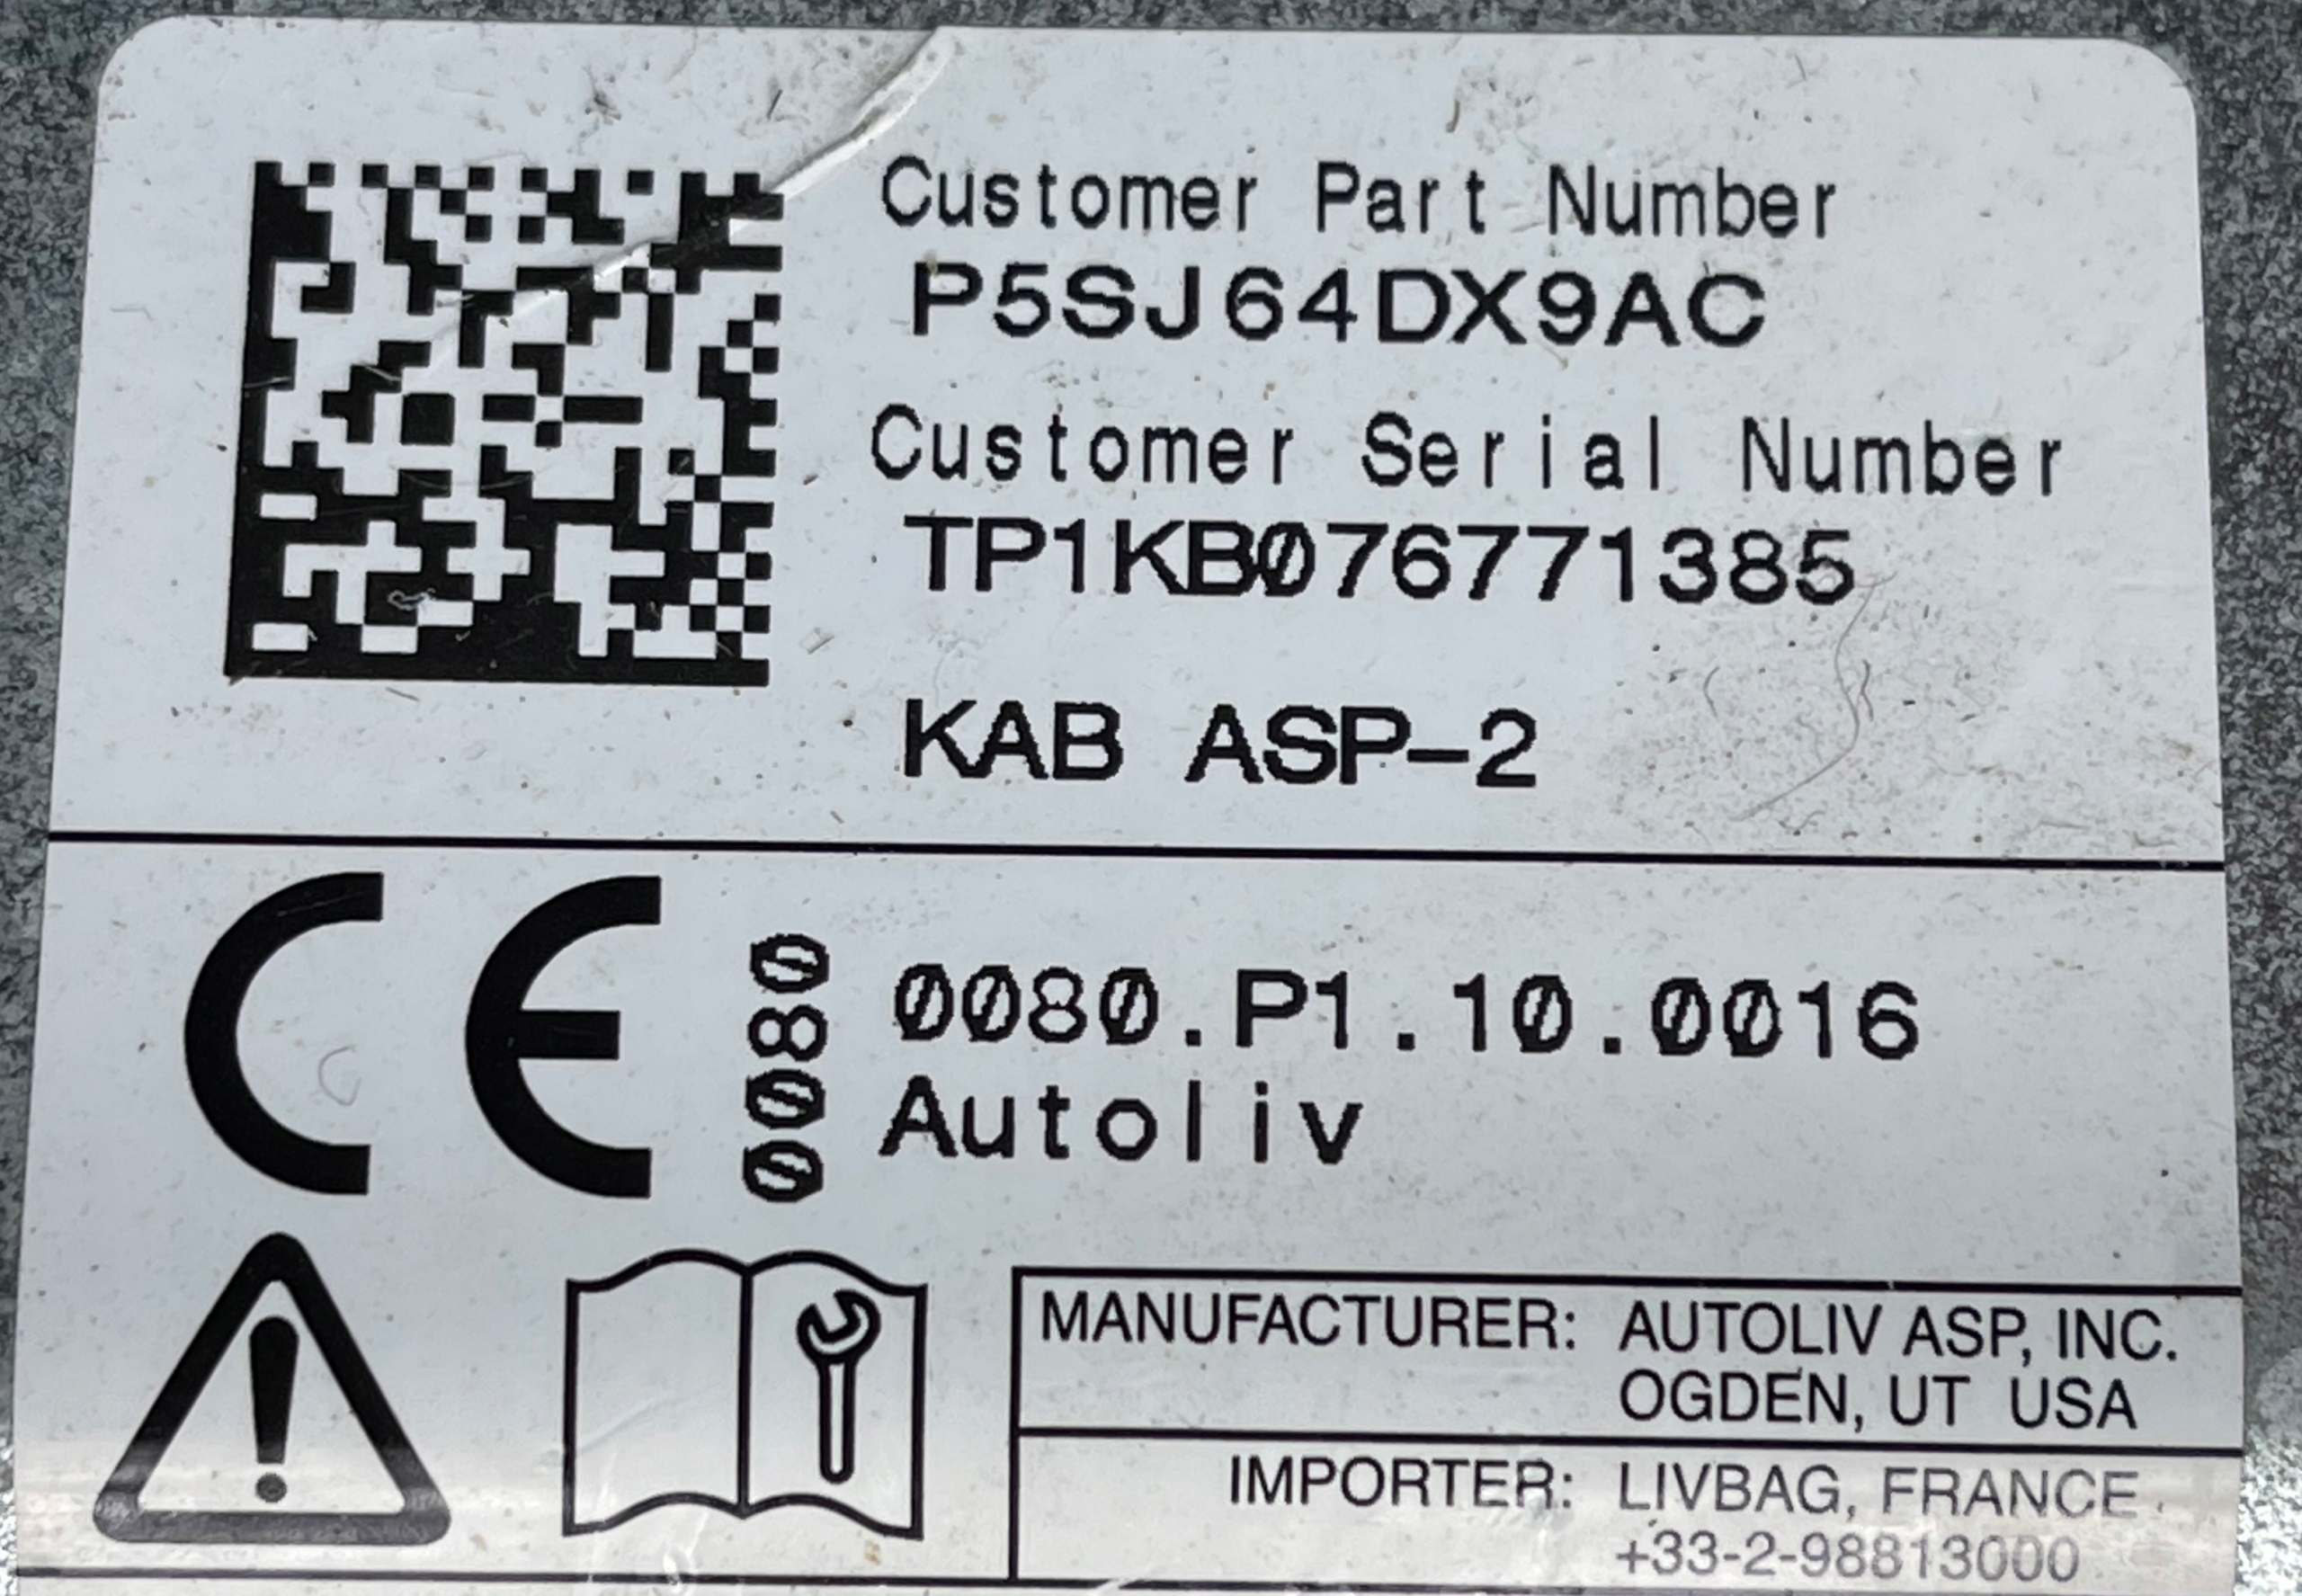 Customer Part Number
P5SJ64DX9AC
Customer Serial Number
TP1KB076771385
KAB ASP-2
CE
0080
0080.P1.10.0016
Autoliv
MANUFACTURER: AUTOLIV ASP, INC.
OGDEN, UT USA
IMPORTER: LIVBAG, FRANCE
+33-2-98813000